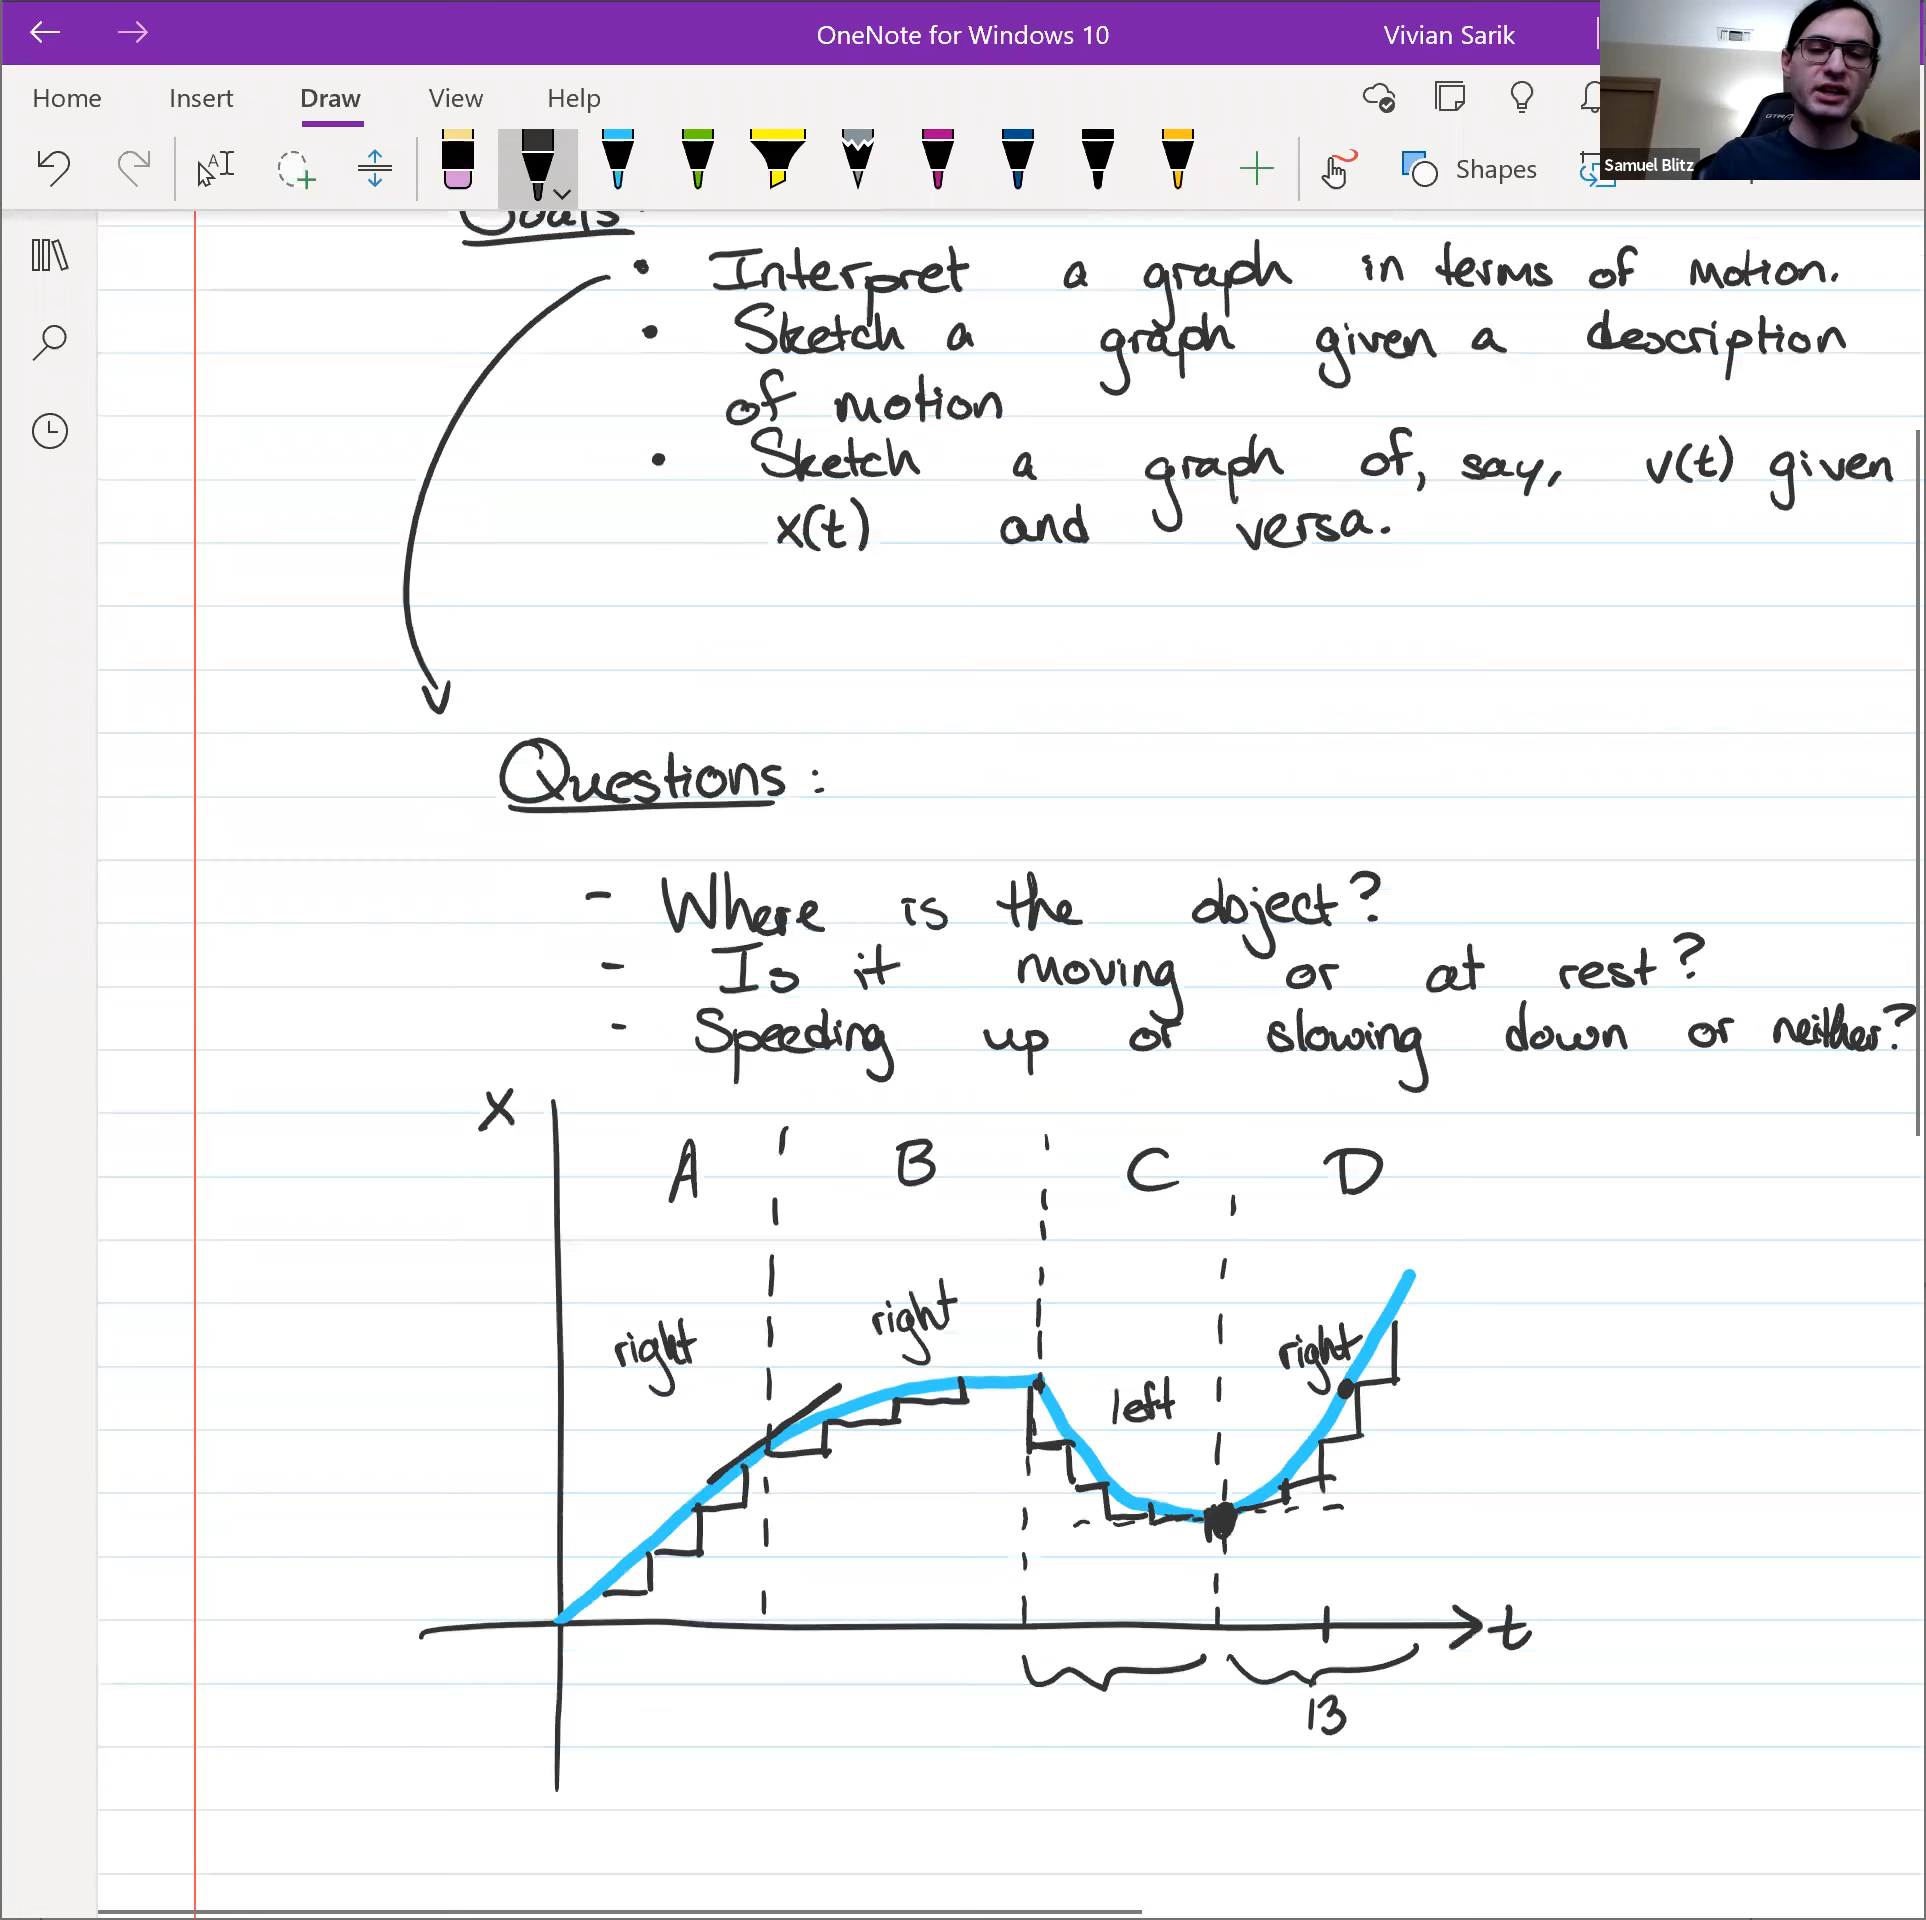 OneNote for Windows 10
Vivian Sarik
Home Insert Draw View Help
Shapes
Samuel Blitz
Goals:
• Interpret a graph in terms of motion.
• Sketch a graph given a description
of motion
• Sketch a graph of, say, v(t) given
x(t) and versa.
Questions:
- Where is the object?
- Is it moving or at rest?
- Speeding up or slowing down or neither?
x
A B C D
right
right
left
right
t
13